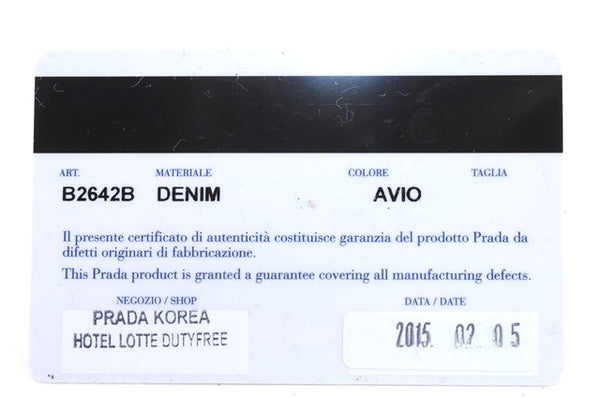 ART. MATERIALE COLORE TAGLIA
B2642B DENIM AVIO
Il presente certificato di autenticità costituisce garanzia del prodotto Prada da
difetti originari di fabbricazione.
This Prada product is granted a guarantee covering all manufacturing defects.
NEGOZIO / SHOP DATA / DATE
PRADA KOREA
HOTEL LOTTE DUTYFREE
2015. 02. 05